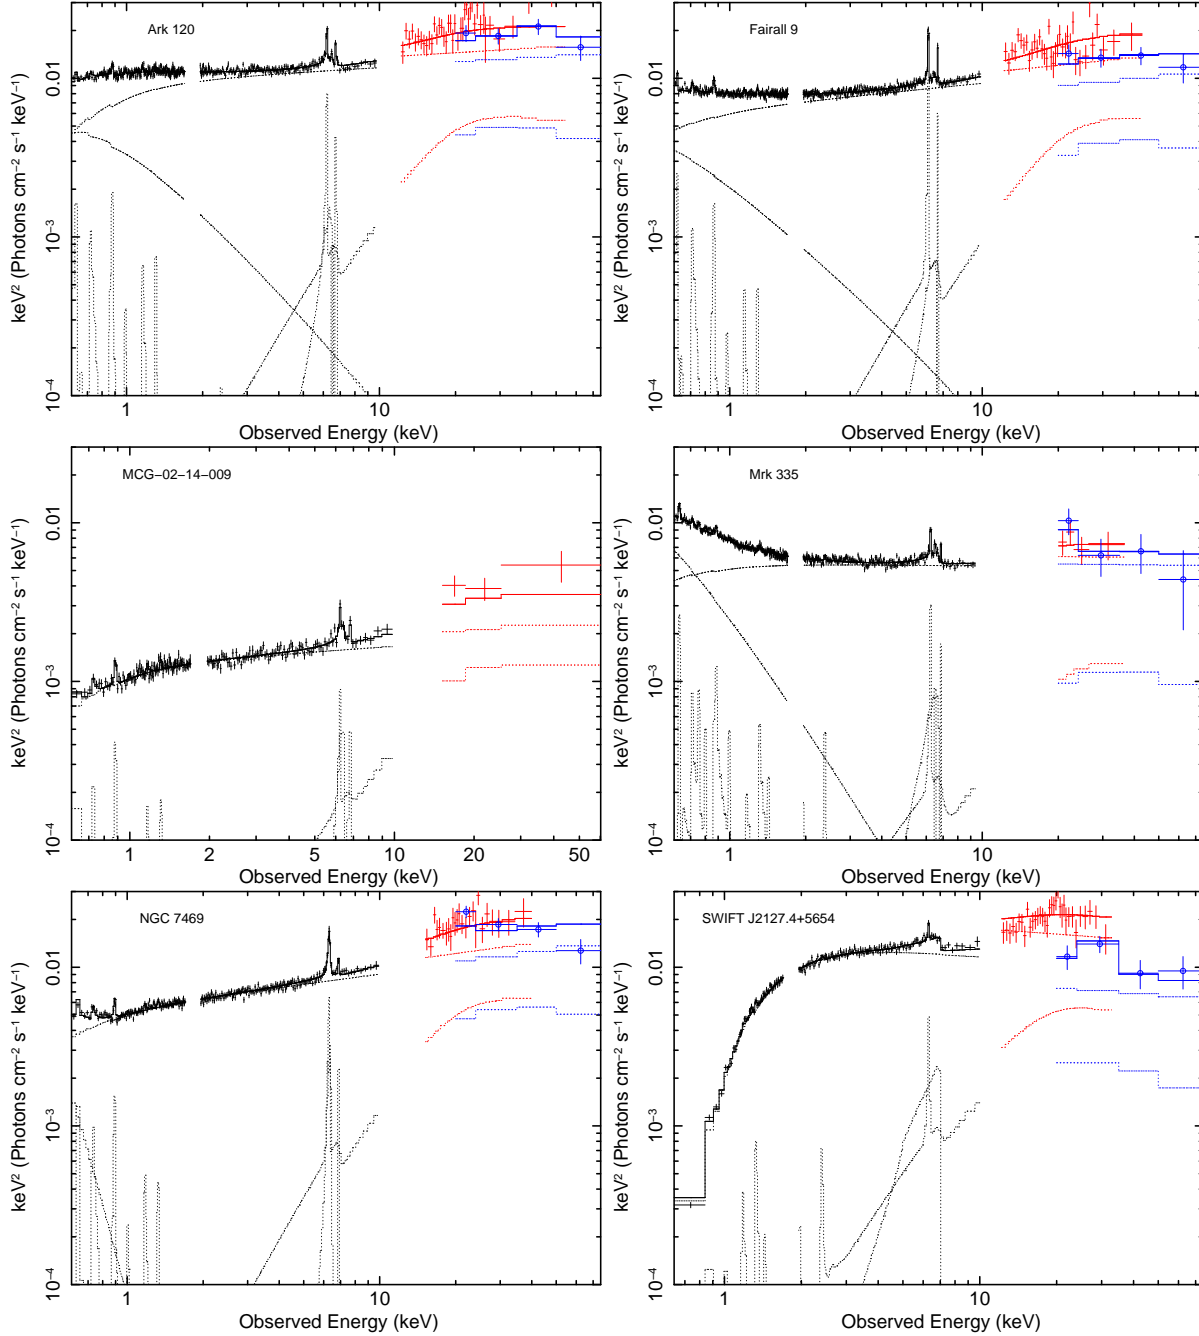 Ark 120
keV² (Photons cm⁻² s⁻¹ keV⁻¹)
0.01
10⁻³
10⁻⁴
1
10
Observed Energy (keV)
Fairall 9
keV² (Photons cm⁻² s⁻¹ keV⁻¹)
0.01
10⁻³
10⁻⁴
1
10
Observed Energy (keV)
MCG−02−14−009
keV² (Photons cm⁻² s⁻¹ keV⁻¹)
0.01
10⁻³
10⁻⁴
1
2
5
10
20
50
Observed Energy (keV)
Mrk 335
keV² (Photons cm⁻² s⁻¹ keV⁻¹)
0.01
10⁻³
10⁻⁴
1
10
Observed Energy (keV)
NGC 7469
keV² (Photons cm⁻² s⁻¹ keV⁻¹)
0.01
10⁻³
10⁻⁴
1
10
Observed Energy (keV)
SWIFT J2127.4+5654
keV² (Photons cm⁻² s⁻¹ keV⁻¹)
0.01
10⁻³
10⁻⁴
1
10
Observed Energy (keV)